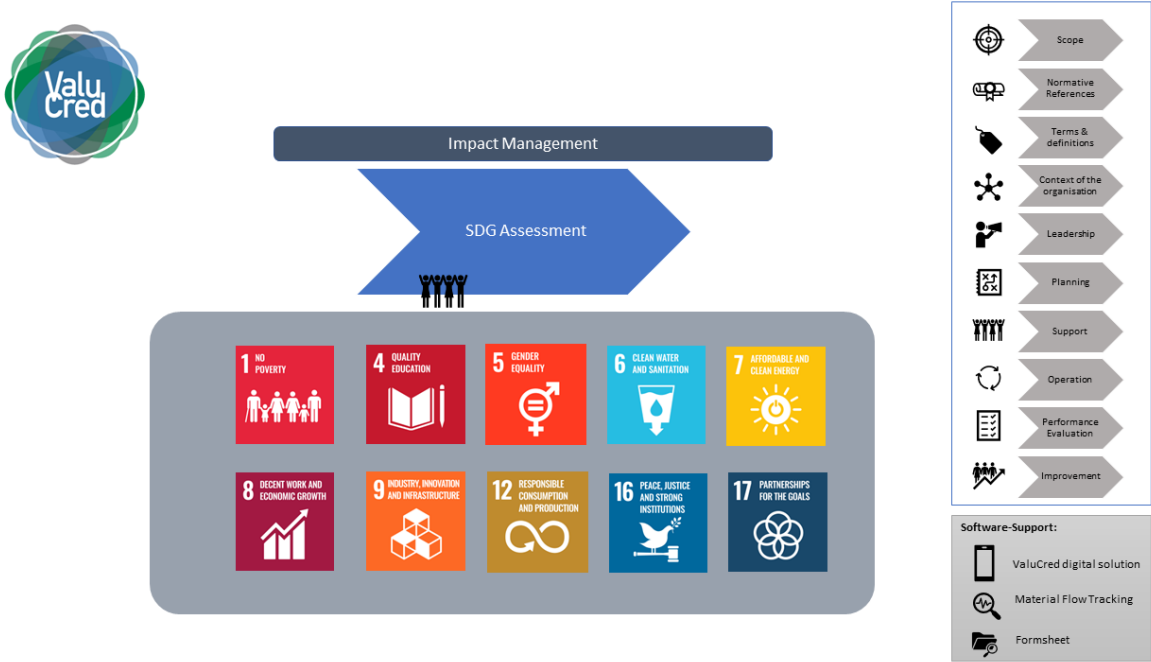 Valu
Cred
Impact Management
SDG Assessment
1 NO
POVERTY
4 QUALITY
EDUCATION
5 GENDER
EQUALITY
6 CLEAN WATER
AND SANITATION
7 AFFORDABLE AND
CLEAN ENERGY
8 DECENT WORK AND
ECONOMIC GROWTH
9 INDUSTRY, INNOVATION
AND INFRASTRUCTURE
12 RESPONSIBLE
CONSUMPTION
AND PRODUCTION
16 PEACE, JUSTICE
AND STRONG
INSTITUTIONS
17 PARTNERSHIPS
FOR THE GOALS
Scope
Normative
References
Terms &
definitions
Context of the
organisation
Leadership
Planning
Support
Operation
Performance
Evaluation
Improvement
Software-Support:
ValuCred digital solution
Material Flow Tracking
Formsheet